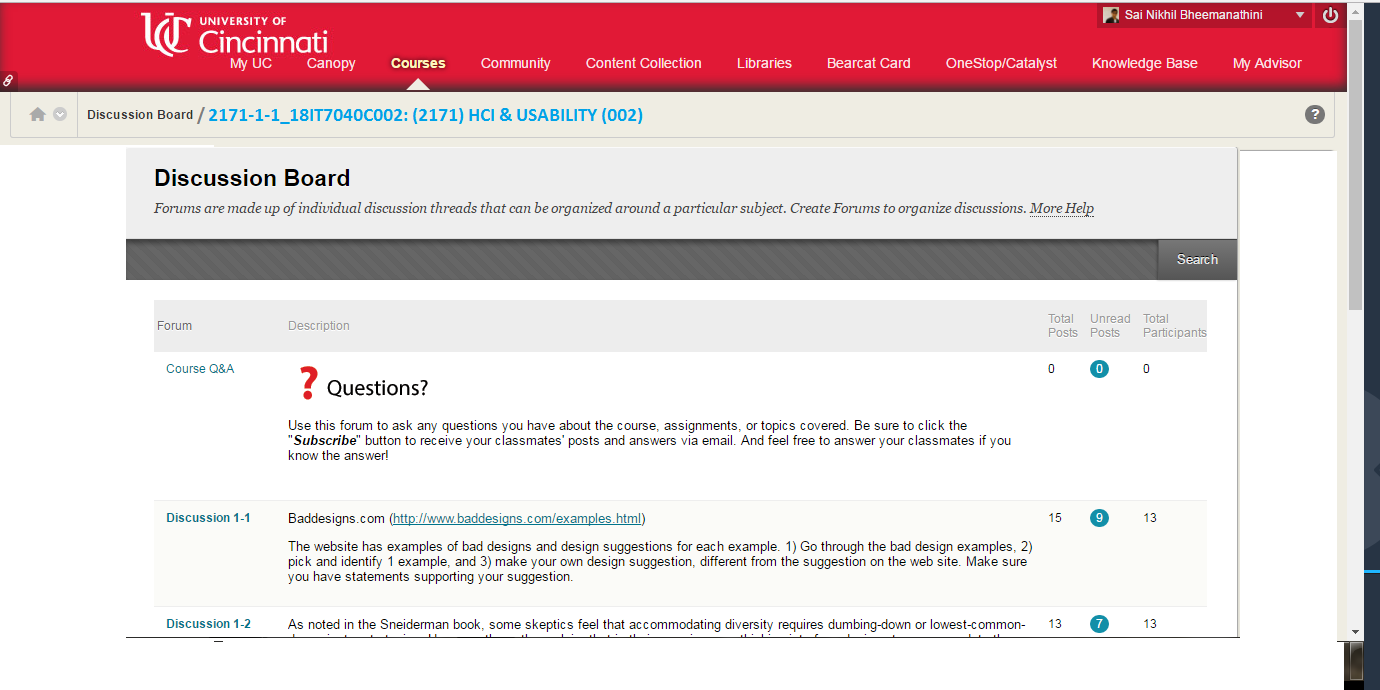 UNIVERSITY OF
Cincinnati
Sai Nikhil Bheemanathini
My UC Canopy Courses Community Content Collection Libraries Bearcat Card OneStop/Catalyst Knowledge Base My Advisor
Discussion Board / 2171-1-1_18IT7040C002: (2171) HCI & USABILITY (002)
?
Discussion Board
Forums are made up of individual discussion threads that can be organized around a particular subject. Create Forums to organize discussions. More Help
Search
Forum Description Total Posts Unread Posts Total Participants
Course Q&A ? Questions? 0 0 0
Use this forum to ask any questions you have about the course, assignments, or topics covered. Be sure to click the
"Subscribe" button to receive your classmates' posts and answers via email. And feel free to answer your classmates if you
know the answer!
Discussion 1-1 Baddesigns.com (http://www.baddesigns.com/examples.html) 15 9 13
The website has examples of bad designs and design suggestions for each example. 1) Go through the bad design examples, 2)
pick and identify 1 example, and 3) make your own design suggestion, different from the suggestion on the web site. Make sure
you have statements supporting your suggestion.
Discussion 1-2 As noted in the Sneiderman book, some skeptics feel that accommodating diversity requires dumbing-down or lowest-common- 13 7 13